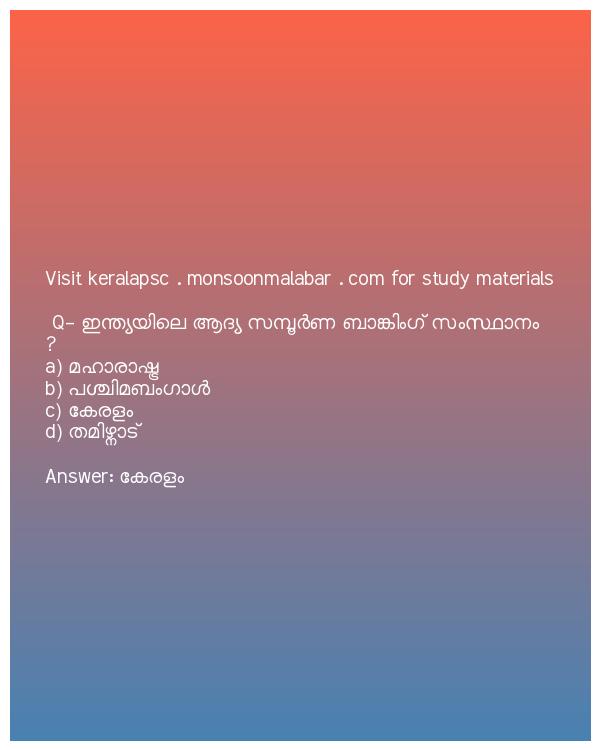 Visit keralapsc . monsoonmalabar . com for study materials
Q- ഇന്ത്യയിലെ ആദ്യ സമ്പൂർണ ബാങ്കിംഗ് സംസ്ഥാനം
?
a) മഹാരാഷ്ട്ര
b) പശ്ചിമബംഗാൾ
c) കേരളം
d) തമിഴ്നാട്
Answer: കേരളം